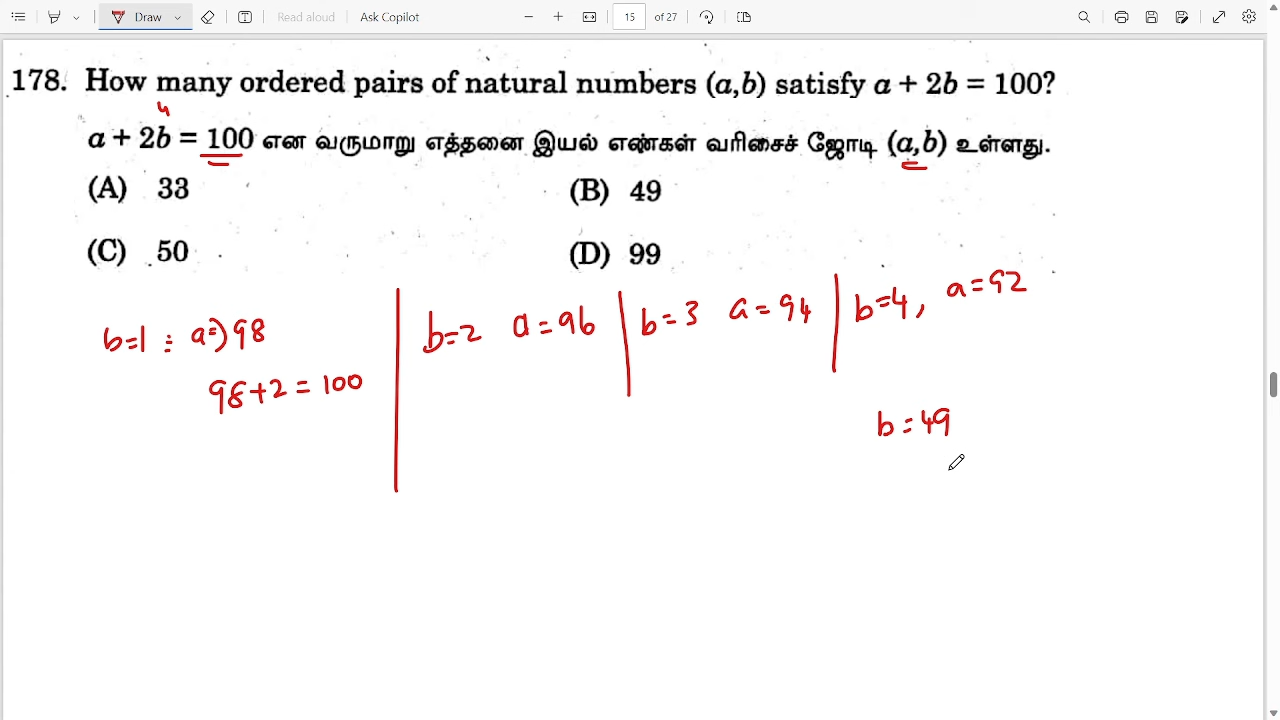 Draw Read aloud Ask Copilot 15 of 27
178. How many ordered pairs of natural numbers (a,b) satisfy a + 2b = 100?
4
a + 2b = 100 என வருமாறு எத்தனை இயல் எண்கள் வரிசைச் ஜோடி (a,b) உள்ளது.
(A) 33 (B) 49
(C) 50 (D) 99
b=1 : a=) 98 b=2 a=96 b=3 a=94 b=4, a=92
98+2 = 100
b=49